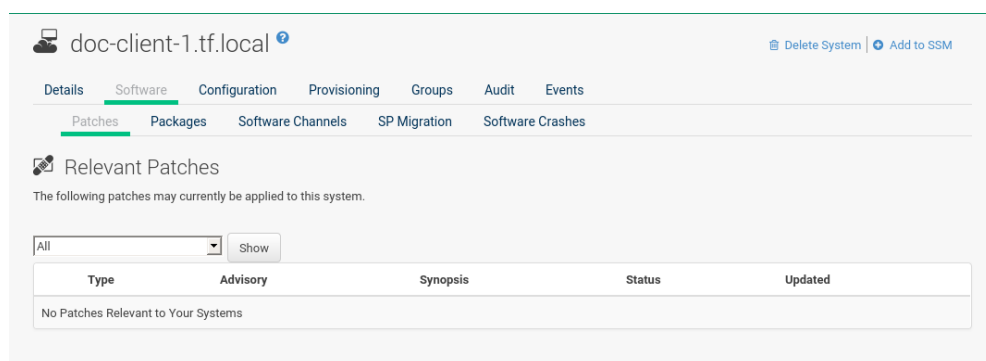 doc-client-1.tf.local ?
Delete System | Add to SSM
Details Software Configuration Provisioning Groups Audit Events
Patches Packages Software Channels SP Migration Software Crashes
Relevant Patches
The following patches may currently be applied to this system.
All Show
Type Advisory Synopsis Status Updated
No Patches Relevant to Your Systems